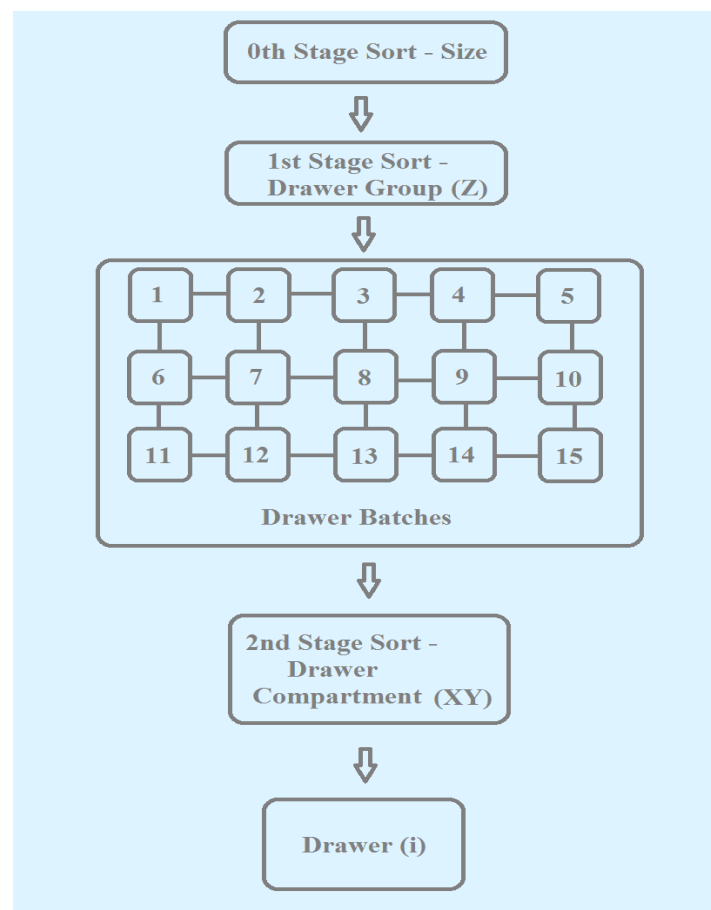 0th Stage Sort - Size
1st Stage Sort -
Drawer Group (Z)
1 2 3 4 5
6 7 8 9 10
11 12 13 14 15
Drawer Batches
2nd Stage Sort -
Drawer
Compartment (XY)
Drawer (i)